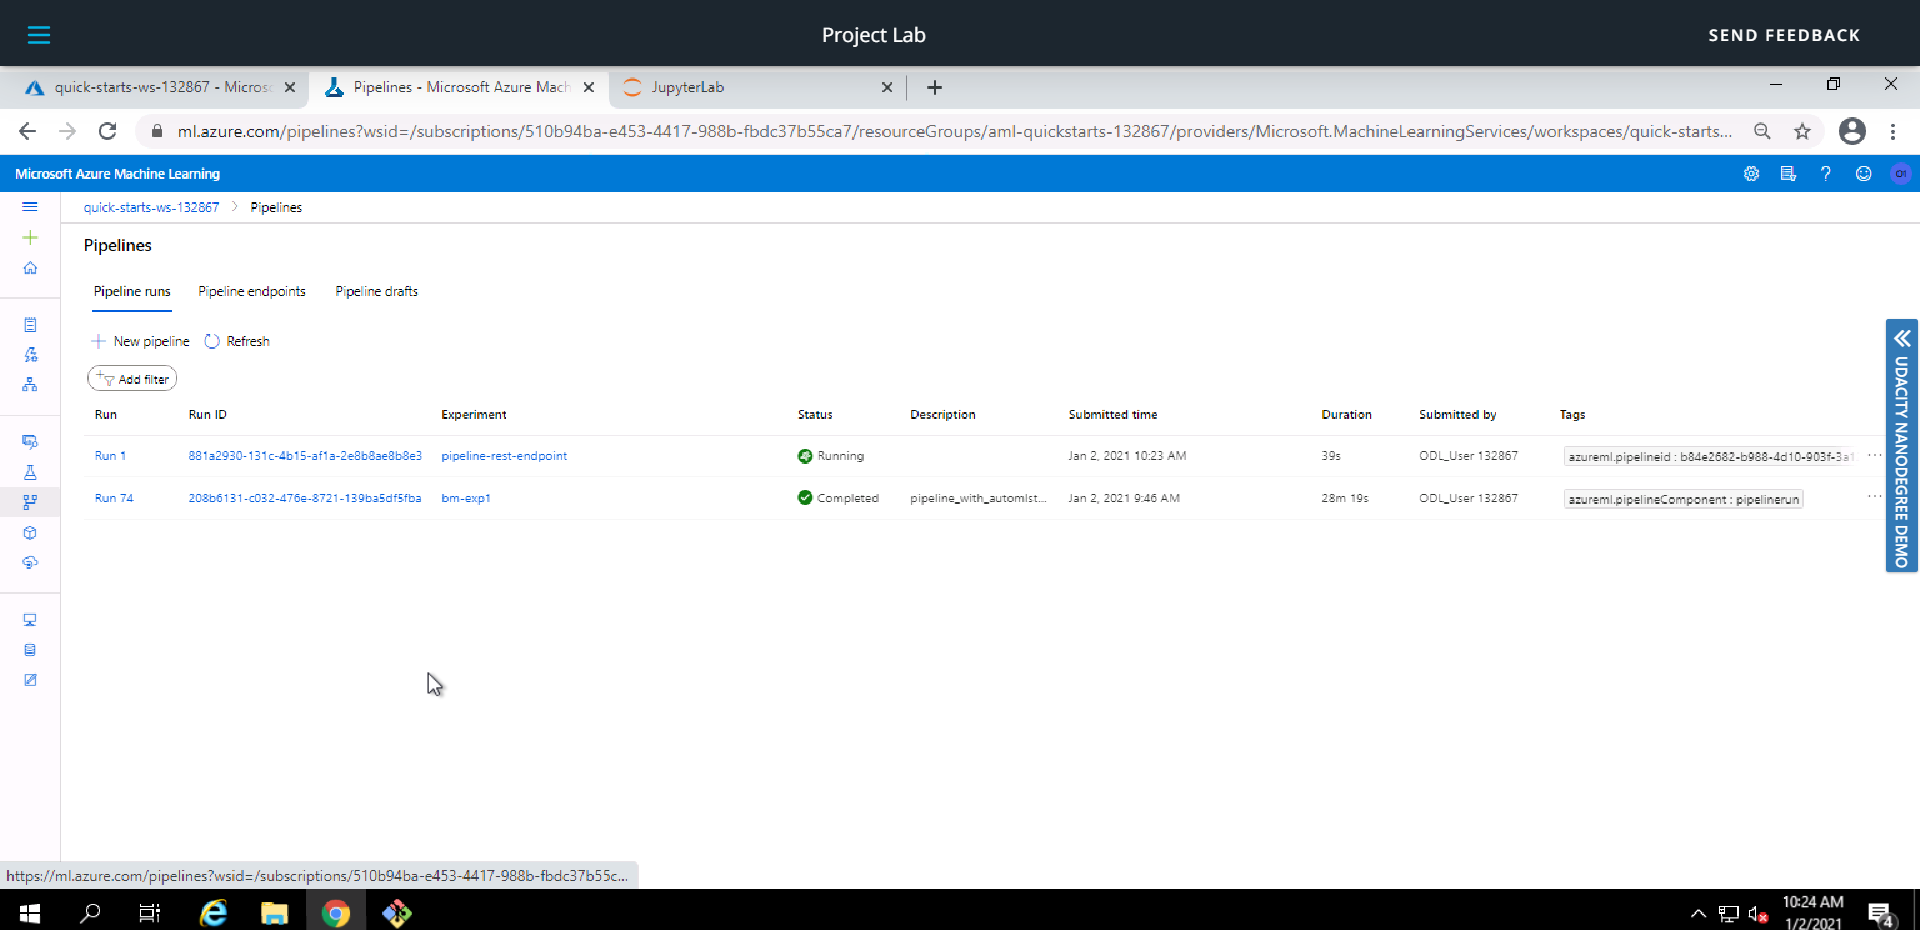 Project Lab
SEND FEEDBACK
quick-starts-ws-132867 - Micros
Pipelines - Microsoft Azure Mach
JupyterLab
ml.azure.com/pipelines?wsid=/subscriptions/510b94ba-e453-4417-988b-fbdc37b55ca7/resourceGroups/aml-quickstarts-132867/providers/Microsoft.MachineLearningServices/workspaces/quick-starts...
Microsoft Azure Machine Learning
quick-starts-ws-132867 > Pipelines
Pipelines
Pipeline runs Pipeline endpoints Pipeline drafts
New pipeline Refresh
Add filter
Run Run ID Experiment Status Description Submitted time Duration Submitted by Tags
Run 1 881a2930-131c-4b15-af1a-2e8b8ae8b8e3 pipeline-rest-endpoint Running Jan 2, 2021 10:23 AM 39s ODL_User 132867 azureml.pipelineid : b84e2682-b988-4d10-903f-3a1
Run 74 208b6131-c032-476e-8721-139ba5df5fba bm-exp1 Completed pipeline_with_automlst... Jan 2, 2021 9:46 AM 28m 19s ODL_User 132867 azureml.pipelineComponent : pipelinerun
UDACITY NANODEGREE DEMO
https://ml.azure.com/pipelines?wsid=/subscriptions/510b94ba-e453-4417-988b-fbdc37b55c...
10:24 AM
1/2/2021
4